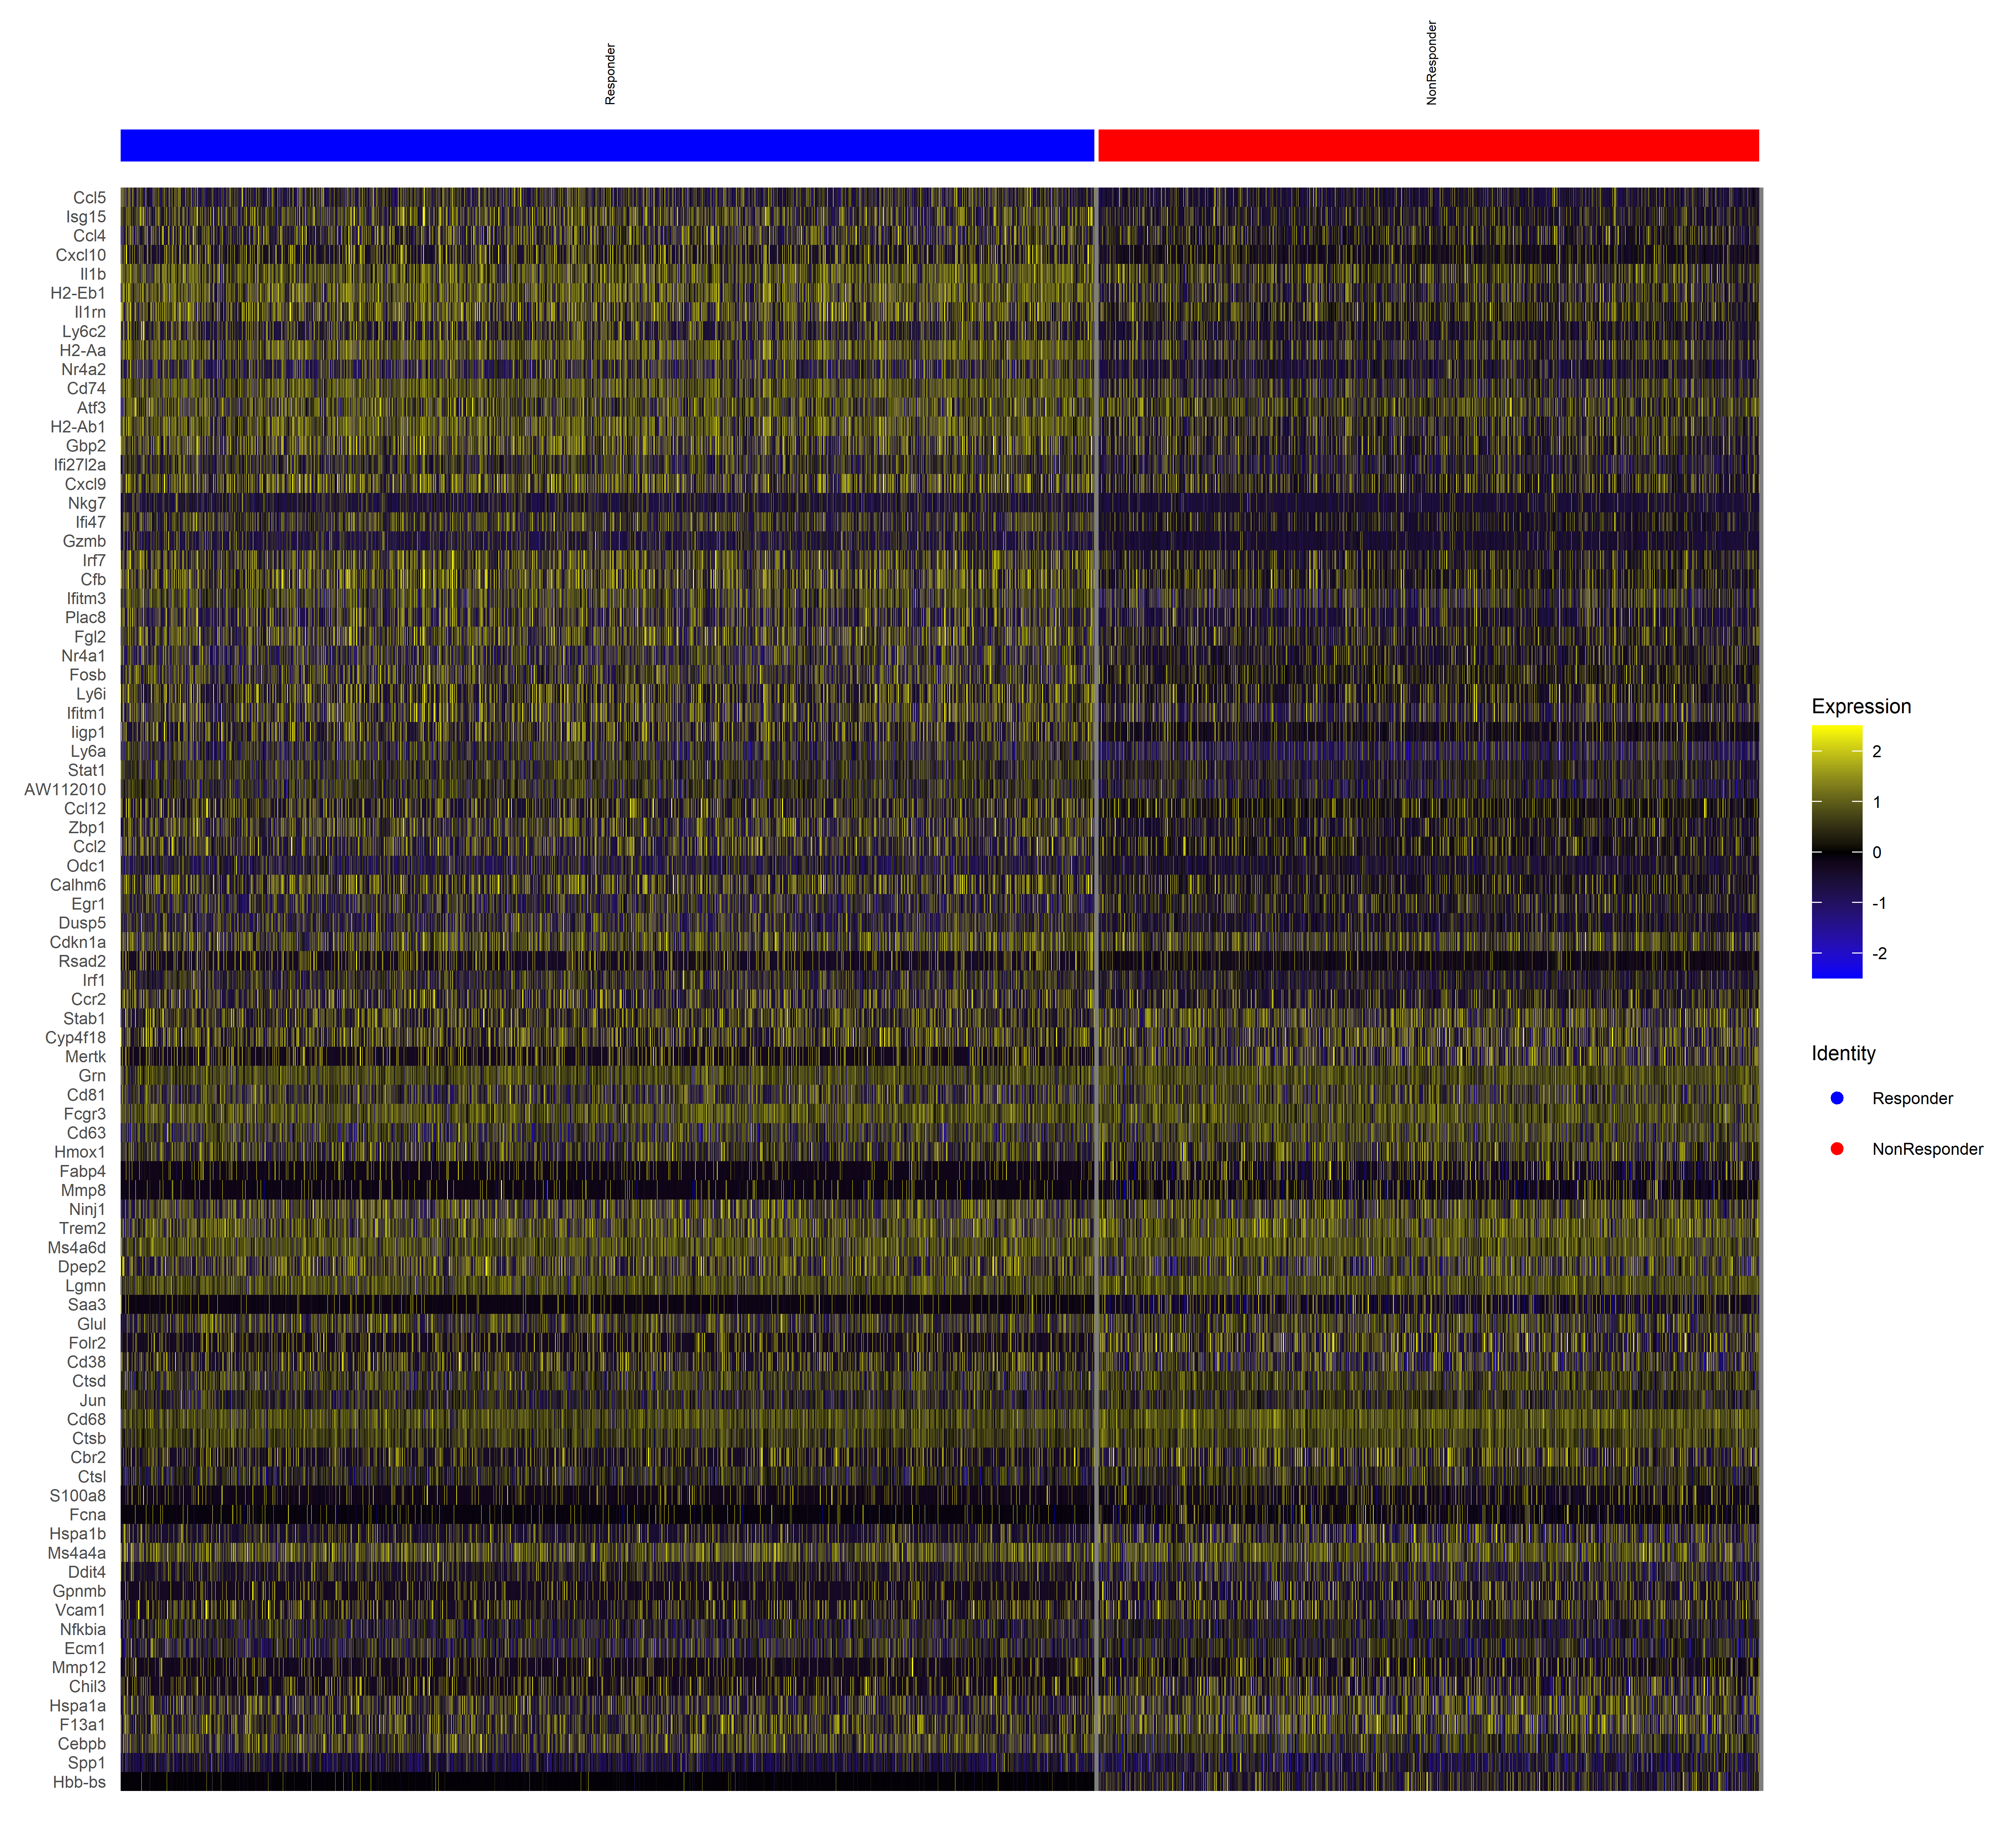 Responder
NonResponder
Ccl5
Isg15
Ccl4
Cxcl10
Il1b
H2-Eb1
Il1rn
Ly6c2
H2-Aa
Nr4a2
Cd74
Atf3
H2-Ab1
Gbp2
Ifi27l2a
Cxcl9
Nkg7
Ifi47
Gzmb
Irf7
Cfb
Ifitm3
Plac8
Fgl2
Nr4a1
Fosb
Ly6i
Ifitm1
Iigp1
Ly6a
Stat1
AW112010
Ccl12
Zbp1
Ccl2
Odc1
Calhm6
Egr1
Dusp5
Cdkn1a
Rsad2
Irf1
Ccr2
Stab1
Cyp4f18
Mertk
Grn
Cd81
Fcgr3
Cd63
Hmox1
Fabp4
Mmp8
Ninj1
Trem2
Ms4a6d
Dpep2
Lgmn
Saa3
Glul
Folr2
Cd38
Ctsd
Jun
Cd68
Ctsb
Cbr2
Ctsl
S100a8
Fcna
Hspa1b
Ms4a4a
Ddit4
Gpnmb
Vcam1
Nfkbia
Ecm1
Mmp12
Chil3
Hspa1a
F13a1
Cebpb
Spp1
Hbb-bs
Expression
2
1
0
-1
-2
Identity
Responder
NonResponder